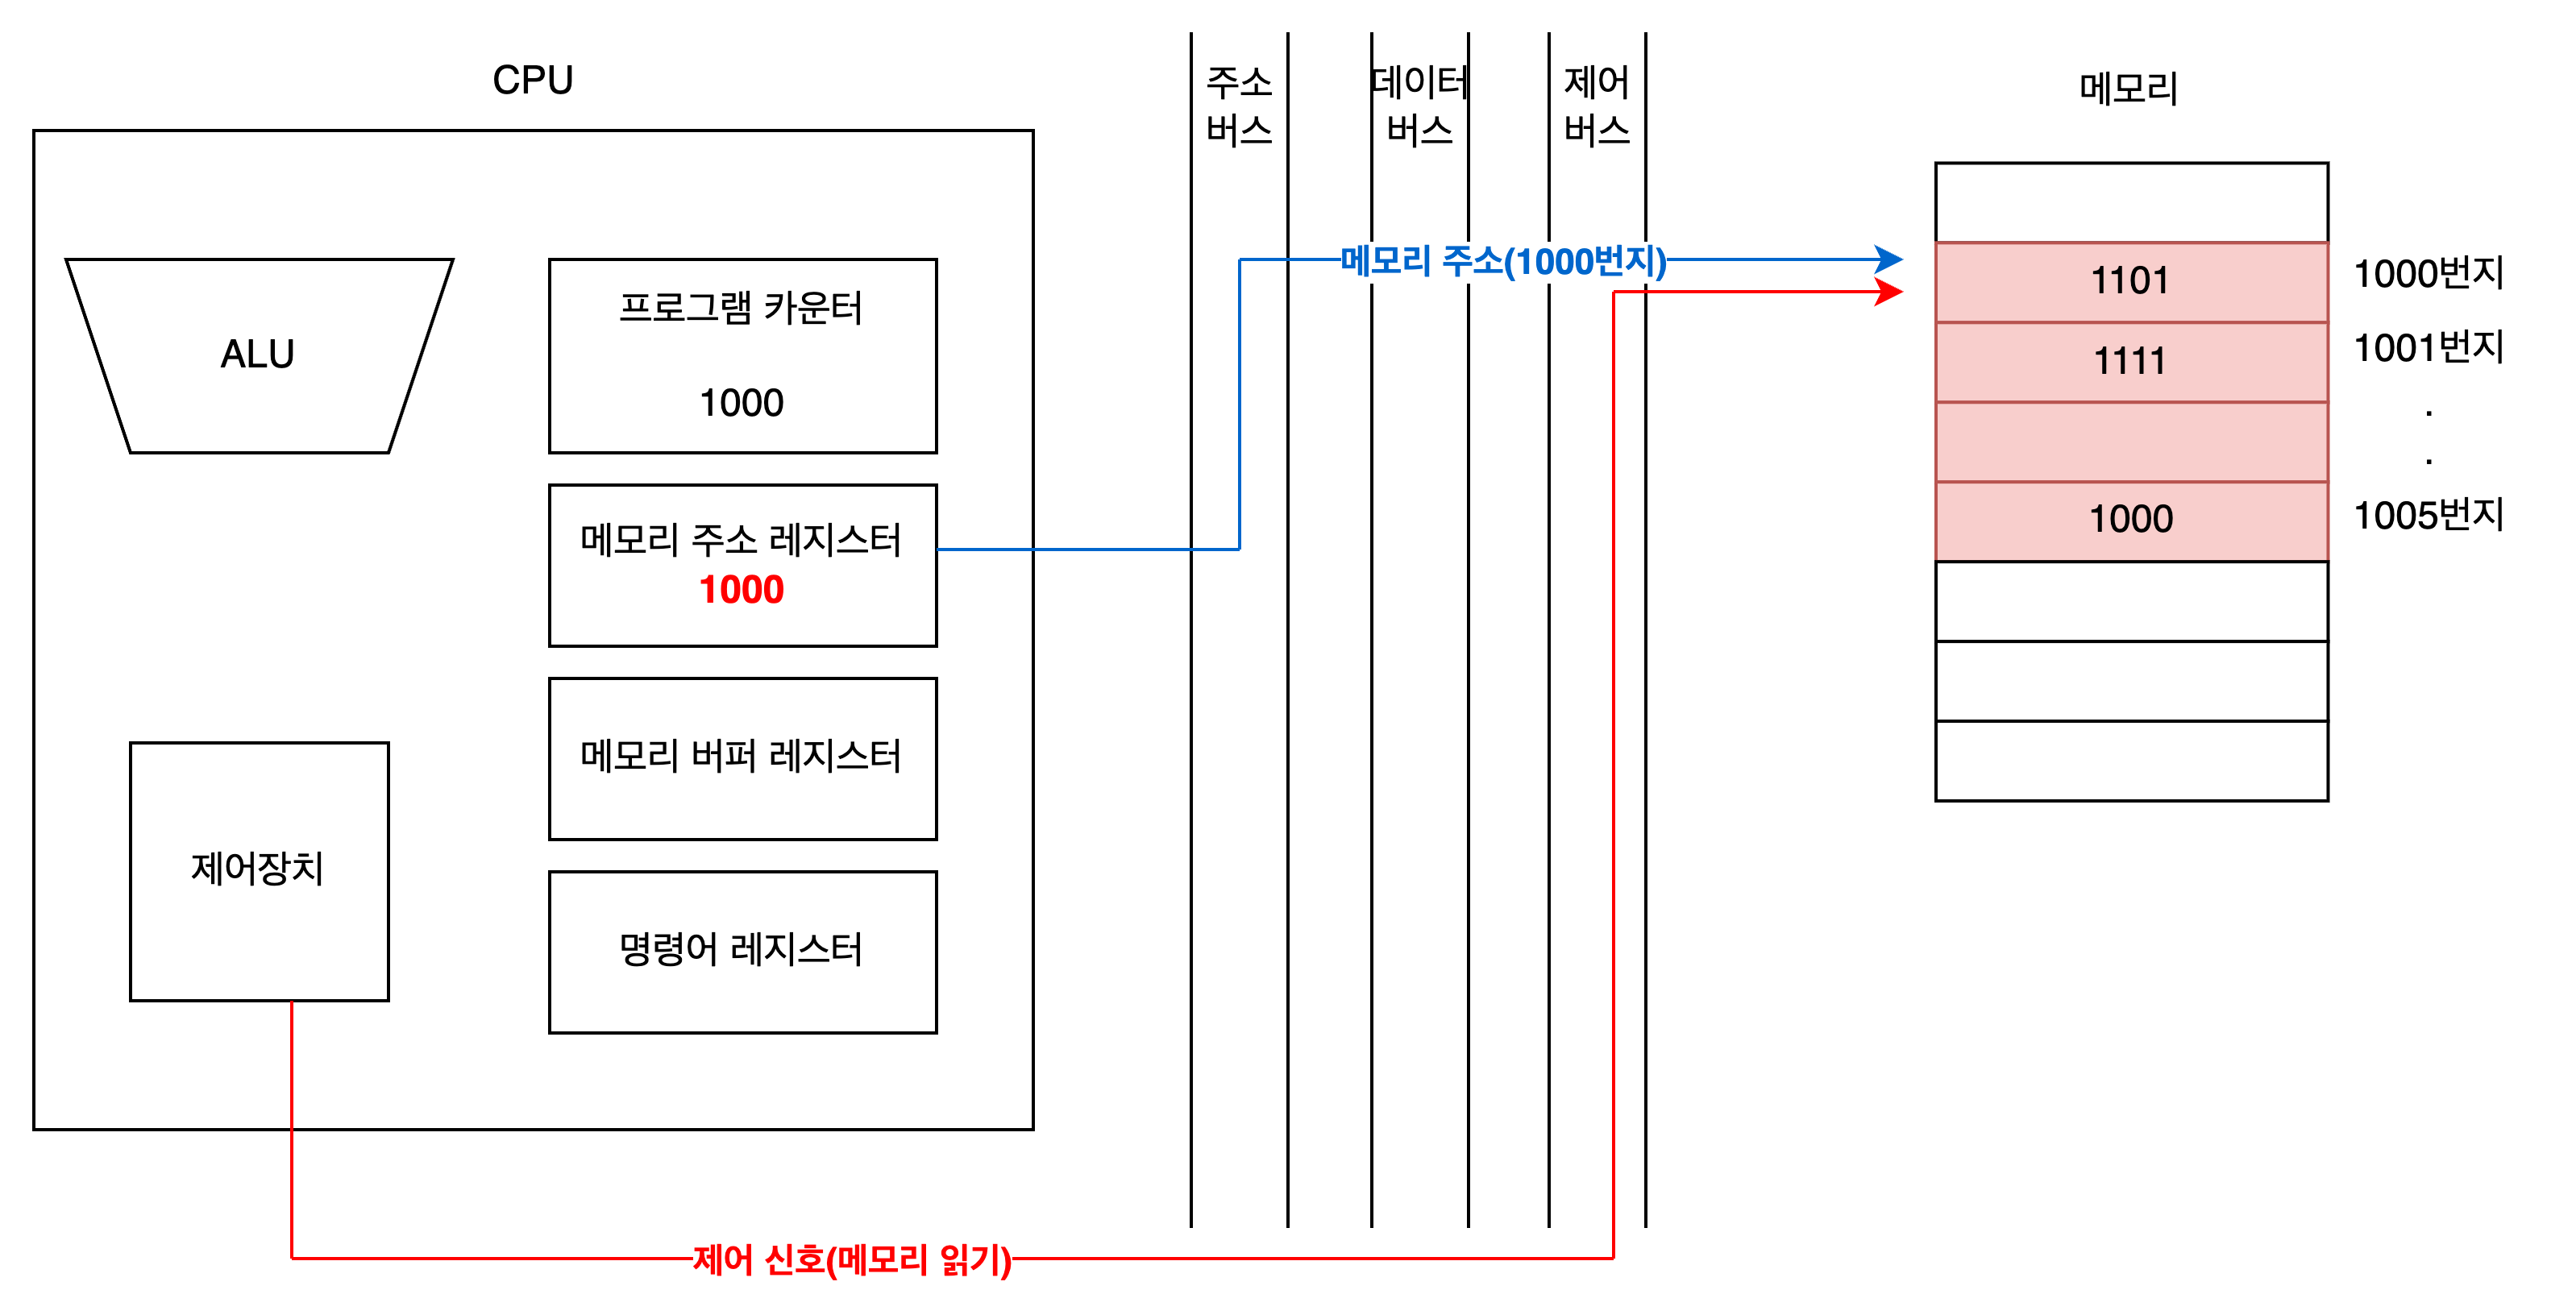 CPU
ALU
프로그램 카운터
1000
메모리 주소 레지스터
1000
메모리 버퍼 레지스터
제어장치
명령어 레지스터
제어 신호(메모리 읽기)
주소
버스
데이터
버스
제어
버스
메모리 주소(1000번지)
메모리
1101
1000번지
1111
1001번지
.
.
1000
1005번지